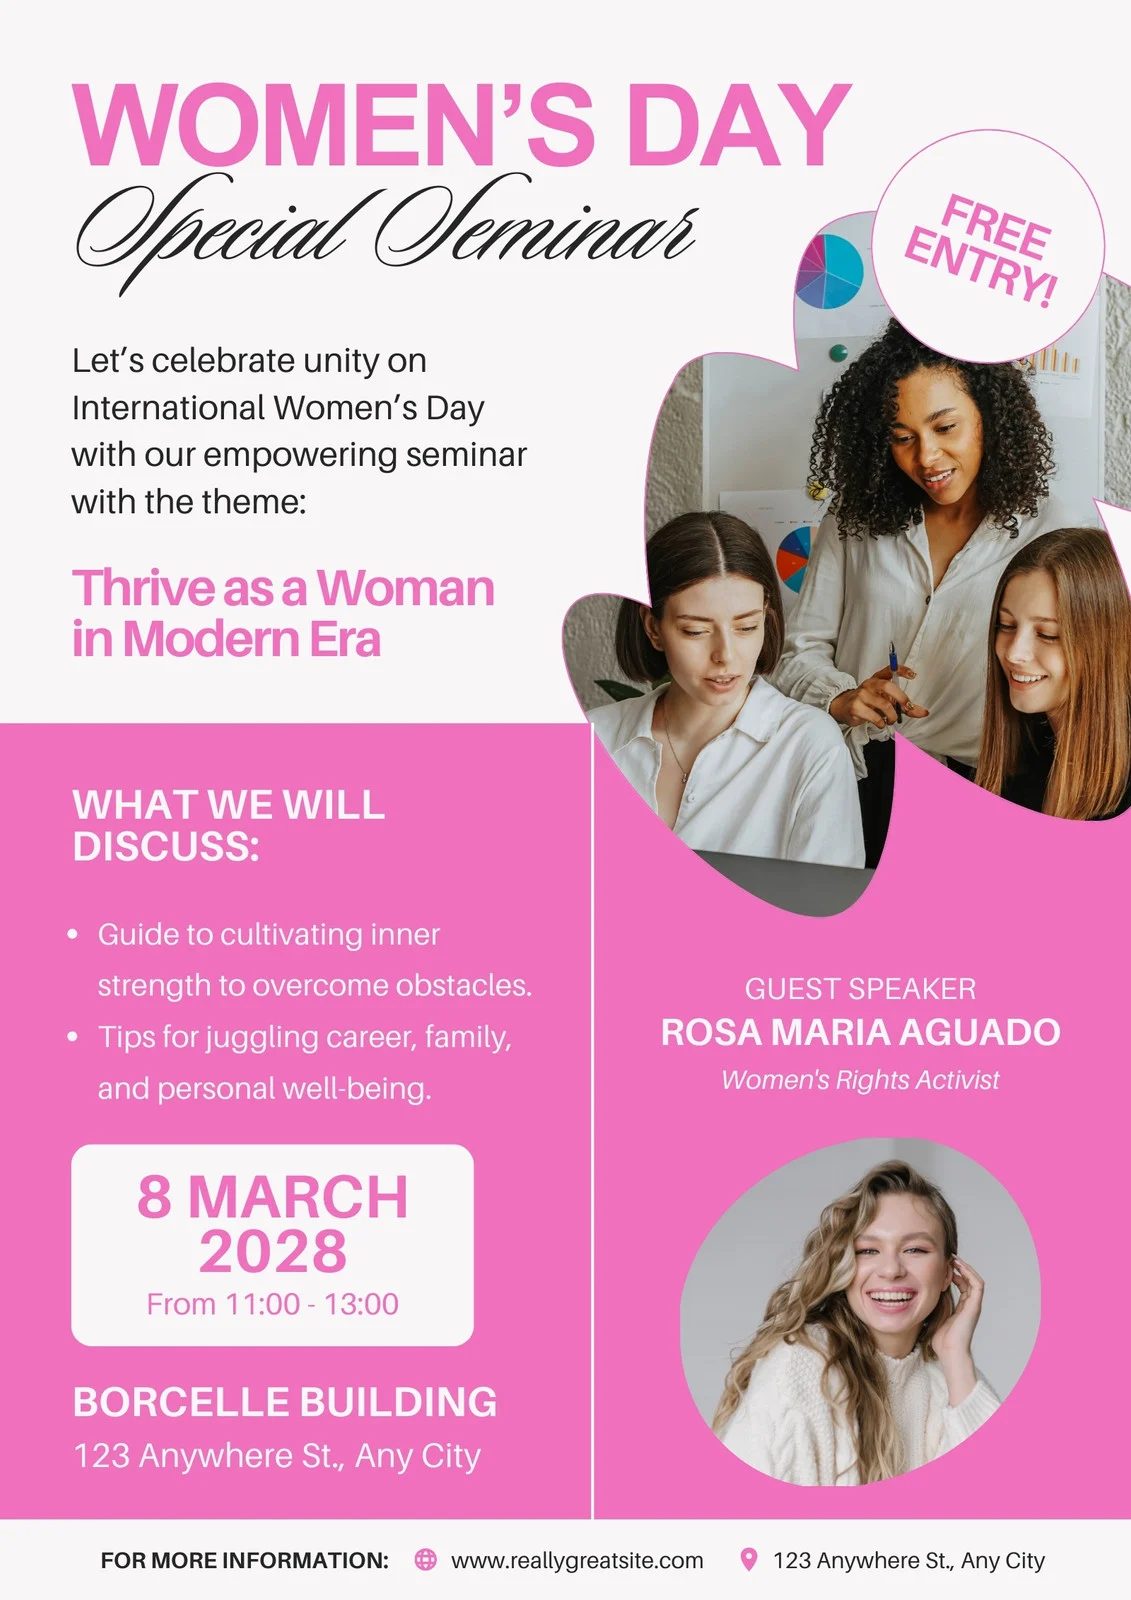 WOMEN’S DAY
Special Seminar
FREE
ENTRY!
Let’s celebrate unity on
International Women’s Day
with our empowering seminar
with the theme:
Thrive as a Woman
in Modern Era
WHAT WE WILL
DISCUSS:
• Guide to cultivating inner
strength to overcome obstacles.
• Tips for juggling career, family,
and personal well-being.
8 MARCH
2028
From 11:00 - 13:00
BORCELLE BUILDING
123 Anywhere St., Any City
GUEST SPEAKER
ROSA MARIA AGUADO
Women's Rights Activist
FOR MORE INFORMATION: www.reallygreatsite.com 123 Anywhere St., Any City